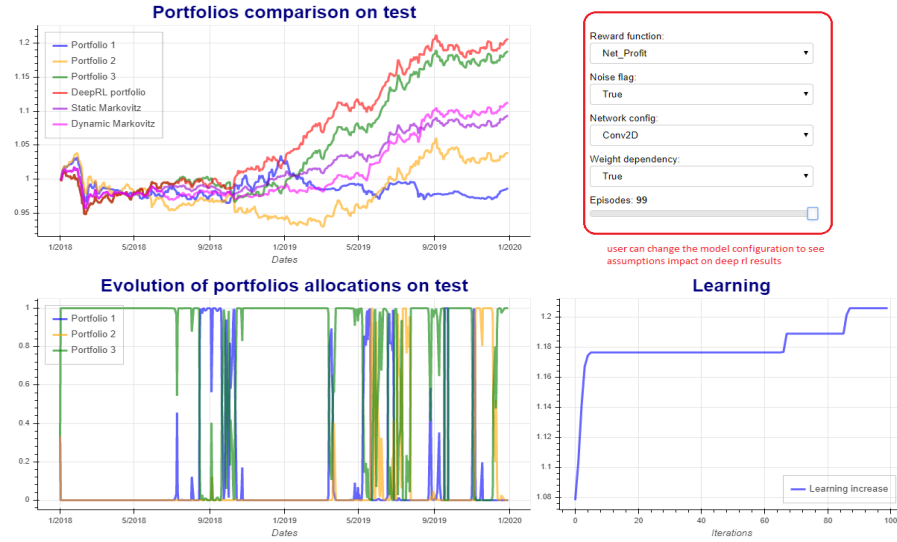 Portfolios comparison on test
1.2
1.15
1.1
1.05
1
0.95
Portfolio 1
Portfolio 2
Portfolio 3
DeepRL portfolio
Static Markovitz
Dynamic Markovitz
1/2018
5/2018
9/2018
1/2019
5/2019
9/2019
1/2020
Dates
Reward function:
Net_Profit
Noise flag:
True
Network config:
Conv2D
Weight dependency:
True
Episodes: 99
user can change the model configuration to see
assumptions impact on deep rl results
Evolution of portfolios allocations on test
1
0.8
0.6
0.4
0.2
0
Portfolio 1
Portfolio 2
Portfolio 3
1/2018
5/2018
9/2018
1/2019
5/2019
9/2019
1/2020
Dates
Learning
1.2
1.18
1.16
1.14
1.12
1.1
1.08
Learning increase
0
20
40
60
80
100
Iterations